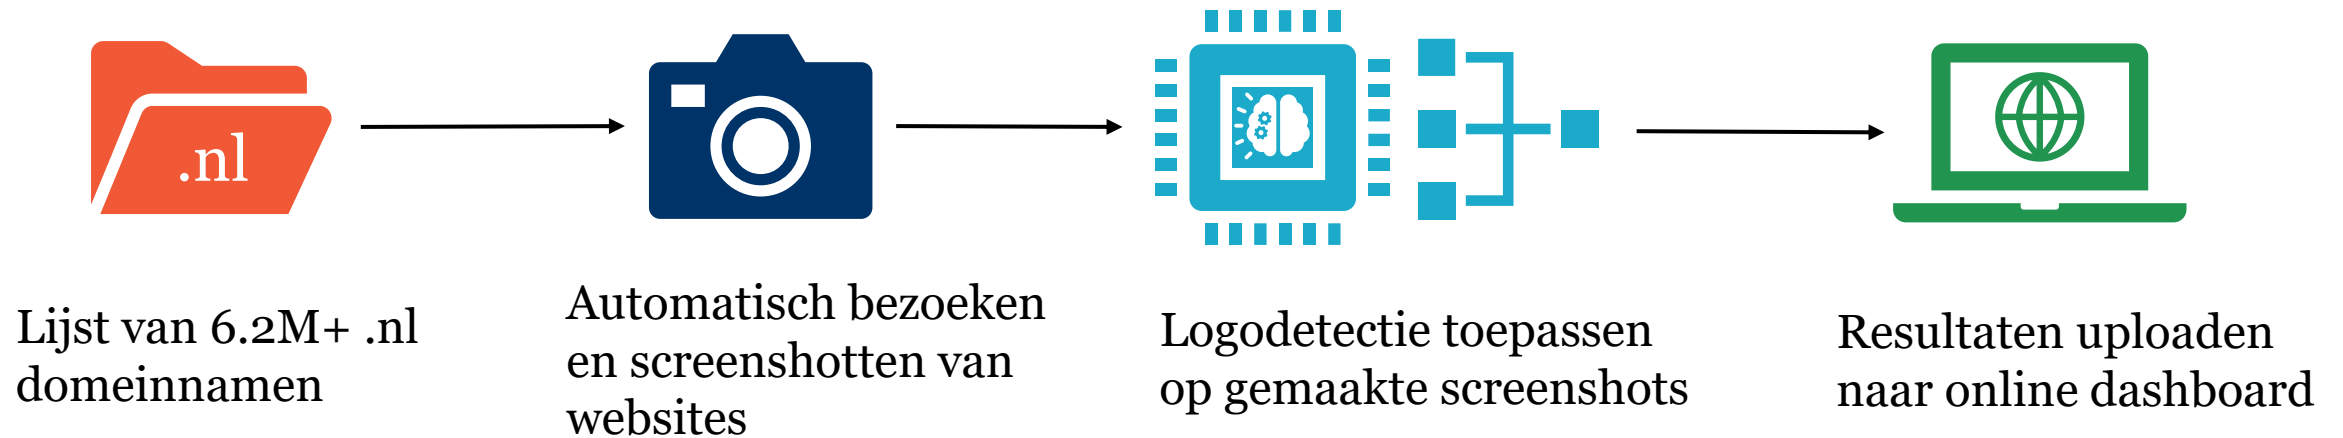 .nl
Lijst van 6.2M+ .nl
domeinnamen
Automatisch bezoeken
en screenshotten van
websites
Logodetectie toepassen
op gemaakte screenshots
Resultaten uploaden
naar online dashboard